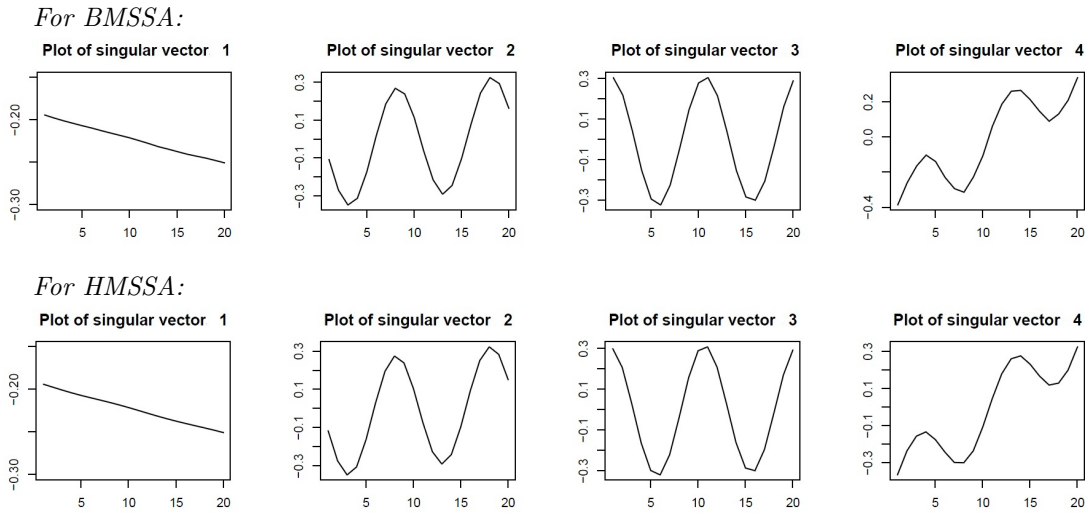 For BMSSA:
Plot of singular vector 1
Plot of singular vector 2
Plot of singular vector 3
Plot of singular vector 4
−0.20
−0.30
5 10 15 20
0.3
0.1
−0.1
−0.3
5 10 15 20
0.3
0.1
−0.1
−0.3
5 10 15 20
0.2
0.0
−0.4
5 10 15 20
For HMSSA:
Plot of singular vector 1
Plot of singular vector 2
Plot of singular vector 3
Plot of singular vector 4
−0.20
−0.30
5 10 15 20
0.3
0.1
−0.1
−0.3
5 10 15 20
0.3
0.1
−0.1
−0.3
5 10 15 20
0.3
0.1
−0.1
−0.3
5 10 15 20